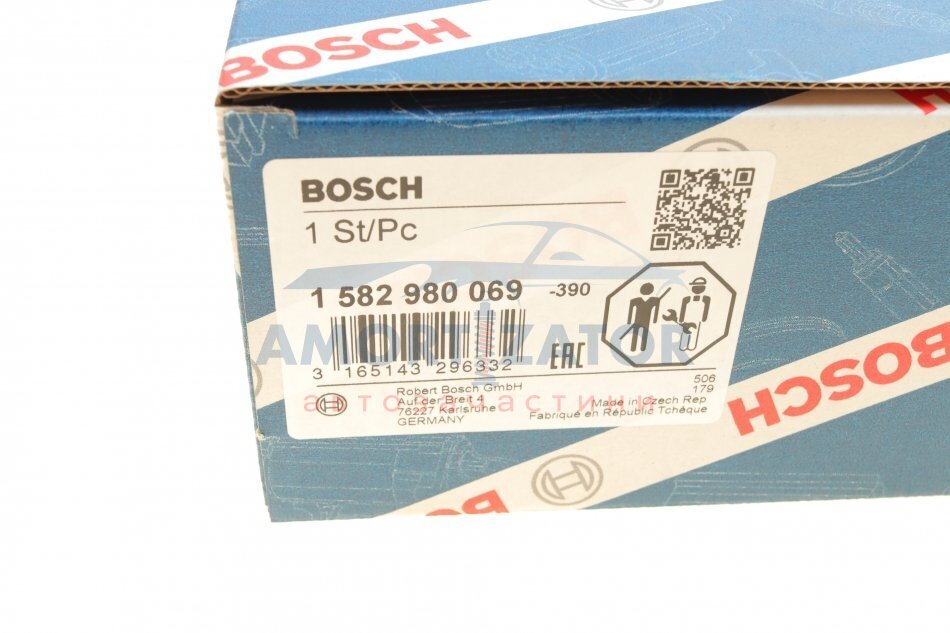 BOSCH
BOSCH
1 St/Pc
1 582 980 069 -390
AMORTIZATOR
3 165143 296332
EAC
автозапчастини
Robert Bosch GmbH
Auf der Breit 4
76227 Karlsruhe
GERMANY
506
179
Made in Czech Rep
Fabriqué en République Tchèque
BOSCH